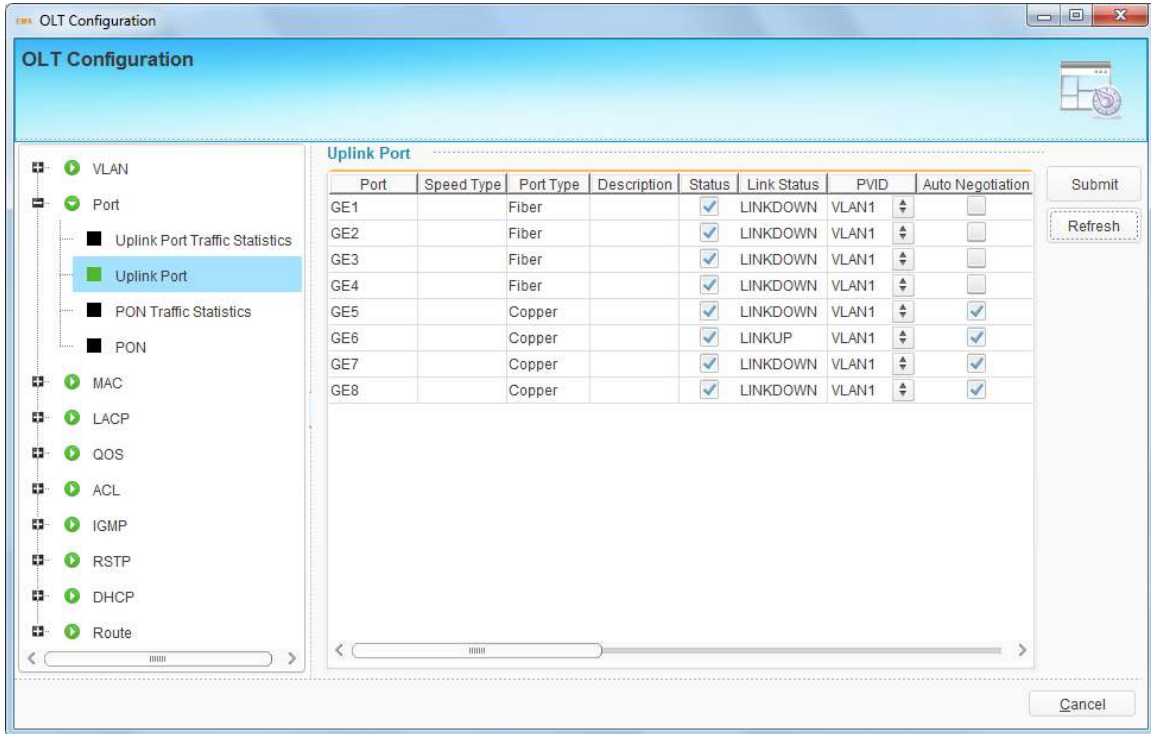 OLT Configuration
OLT Configuration
VLAN
Port
Uplink Port Traffic Statistics
Uplink Port
PON Traffic Statistics
PON
MAC
LACP
QOS
ACL
IGMP
RSTP
DHCP
Route
Uplink Port
Port Speed Type Port Type Description Status Link Status PVID Auto Negotiation
GE1 Fiber LINKDOWN VLAN1
GE2 Fiber LINKDOWN VLAN1
GE3 Fiber LINKDOWN VLAN1
GE4 Fiber LINKDOWN VLAN1
GE5 Copper LINKDOWN VLAN1
GE6 Copper LINKUP VLAN1
GE7 Copper LINKDOWN VLAN1
GE8 Copper LINKDOWN VLAN1
Submit
Refresh
Cancel